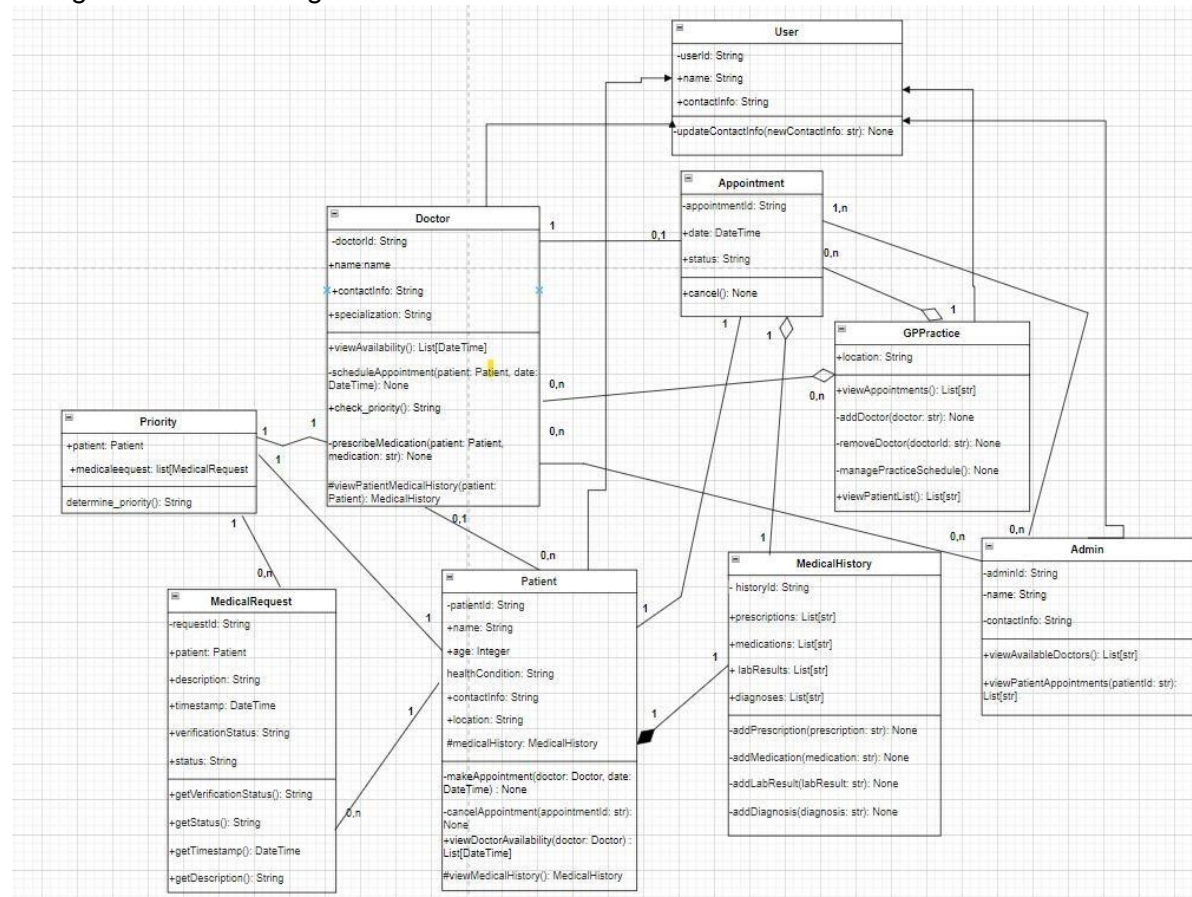 User
-userId: String
+name: String
+contactInfo: String
-updateContactInfo(newContactInfo: str): None
Appointment
-appointmentId: String
+date: DateTime
+status: String
+cancel(): None
1,n
0,n
1
0,1
1
1
1
Doctor
-doctorId: String
+name:name
+contactInfo: String
+specialization: String
+viewAvailability(): List[DateTime]
-scheduleAppointment(patient: Patient, date:
DateTime): None
+check_priority(): String
-prescribeMedication(patient: Patient,
medication: str): None
#viewPatientMedicalHistory(patient:
Patient): MedicalHistory
0,n
0,n
0,n
GPPractice
+location: String
+viewAppointments(): List[str]
-addDoctor(doctor: str): None
-removeDoctor(doctorId: str): None
-managePracticeSchedule(): None
+viewPatientList(): List[str]
Priority
+patient: Patient
+medicaleequest: list[MedicalRequest
determine_priority(): String
1
1
1
1
0,n
0,1
0,n
1
0,n
0,n
Admin
-adminId: String
-name: String
-contactInfo: String
+viewAvailableDoctors(): List[str]
+viewPatientAppointments(patientId: str):
List[str]
MedicalHistory
- historyId: String
+prescriptions: List[str]
+medications: List[str]
+ labResults: List[str]
+diagnoses: List[str]
-addPrescription(prescription: str): None
-addMedication(medication: str): None
-addLabResult(labResult: str): None
-addDiagnosis(diagnosis: str): None
Patient
-patientId: String
+name: String
+age: Integer
healthCondition: String
+contactInfo: String
+location: String
#medicalHistory: MedicalHistory
-makeAppointment(doctor: Doctor, date:
DateTime) : None
-cancelAppointment(appointmentId: str):
None
+viewDoctorAvailability(doctor: Doctor) :
List[DateTime]
#viewMedicalHistory(): MedicalHistory
1
1
1
1
1
0,n
MedicalRequest
-requestId: String
+patient: Patient
+description: String
+timestamp: DateTime
+verificationStatus: String
+status: String
+getVerificationStatus(): String
+getStatus(): String
+getTimestamp(): DateTime
+getDescription(): String